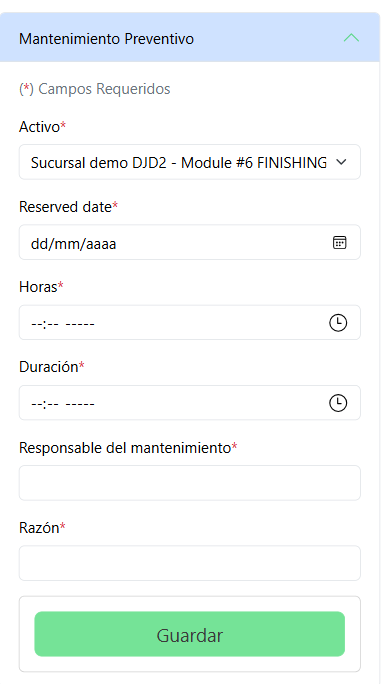 Mantenimiento Preventivo
(*) Campos Requeridos
Activo*
Sucursal demo DJD2 - Module #6 FINISHING
Reserved date*
dd/mm/aaaa
Horas*
--:-- -----
Duración*
--:-- -----
Responsable del mantenimiento*
Razón*
Guardar